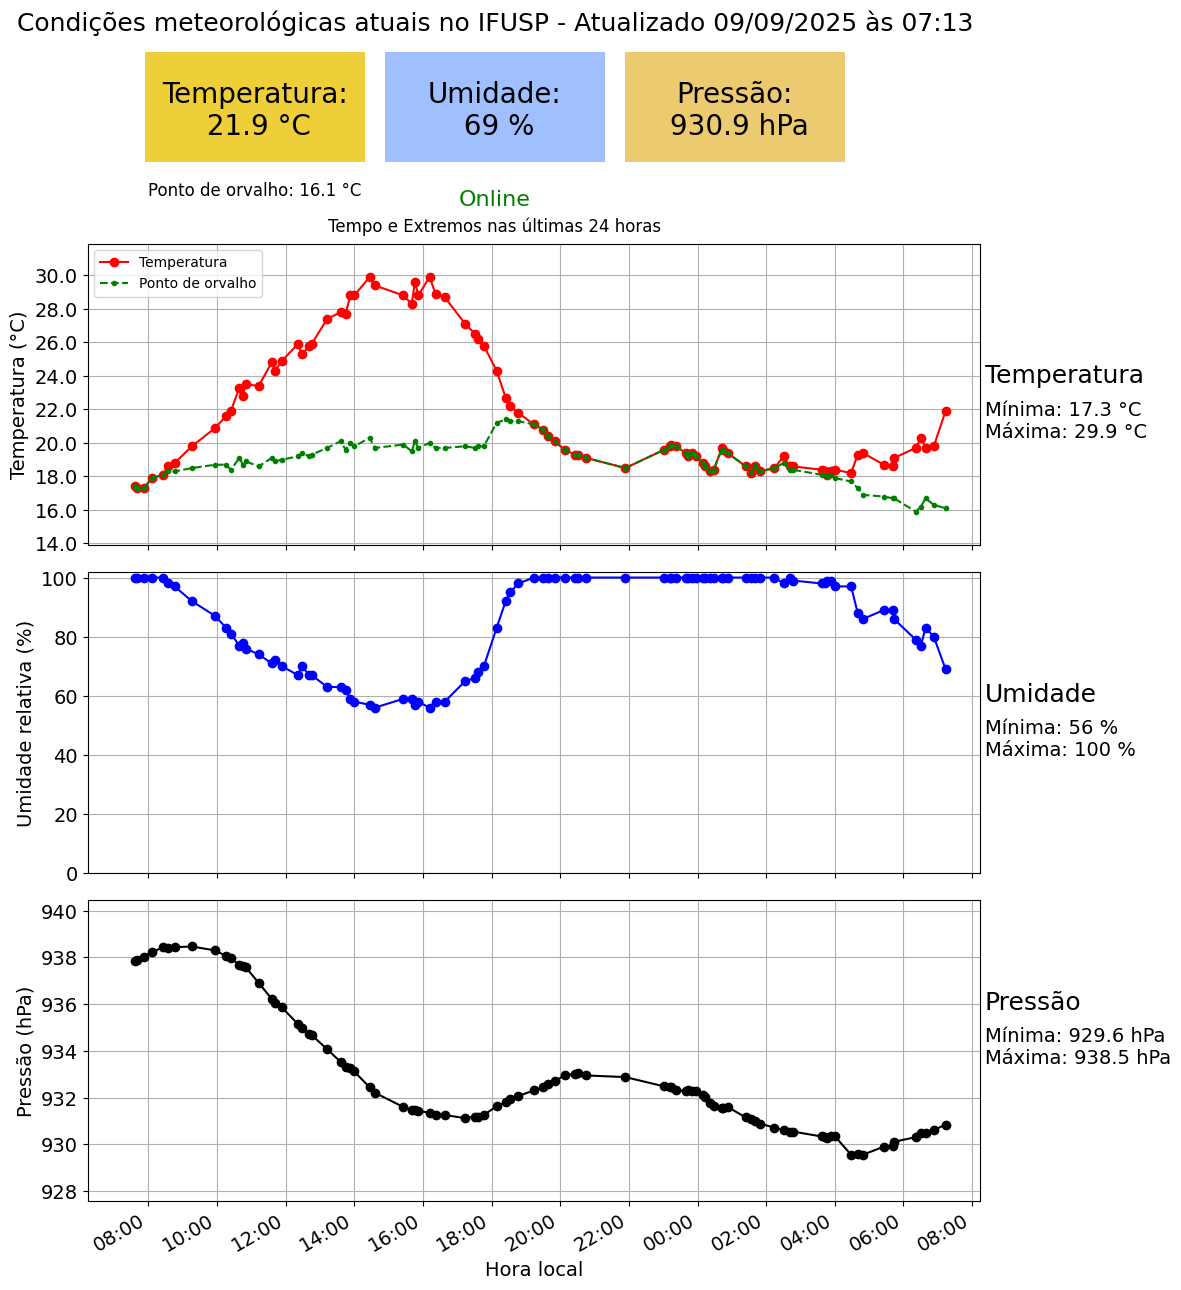 Condições meteorológicas atuais no IFUSP - Atualizado 09/09/2025 às 07:13
Temperatura:
21.9 °C
Umidade:
69 %
Pressão:
930.9 hPa
Ponto de orvalho: 16.1 °C
Online
Tempo e Extremos nas últimas 24 horas
Temperatura
Ponto de orvalho
Temperatura (°C)
30.0
28.0
26.0
24.0
22.0
20.0
18.0
16.0
14.0
Temperatura
Mínima: 17.3 °C
Máxima: 29.9 °C
Umidade relativa (%)
100
80
60
40
20
0
Umidade
Mínima: 56 %
Máxima: 100 %
Pressão (hPa)
940
938
936
934
932
930
928
Pressão
Mínima: 929.6 hPa
Máxima: 938.5 hPa
08:00 10:00 12:00 14:00 16:00 18:00 20:00 22:00 00:00 02:00 04:00 06:00 08:00
Hora local